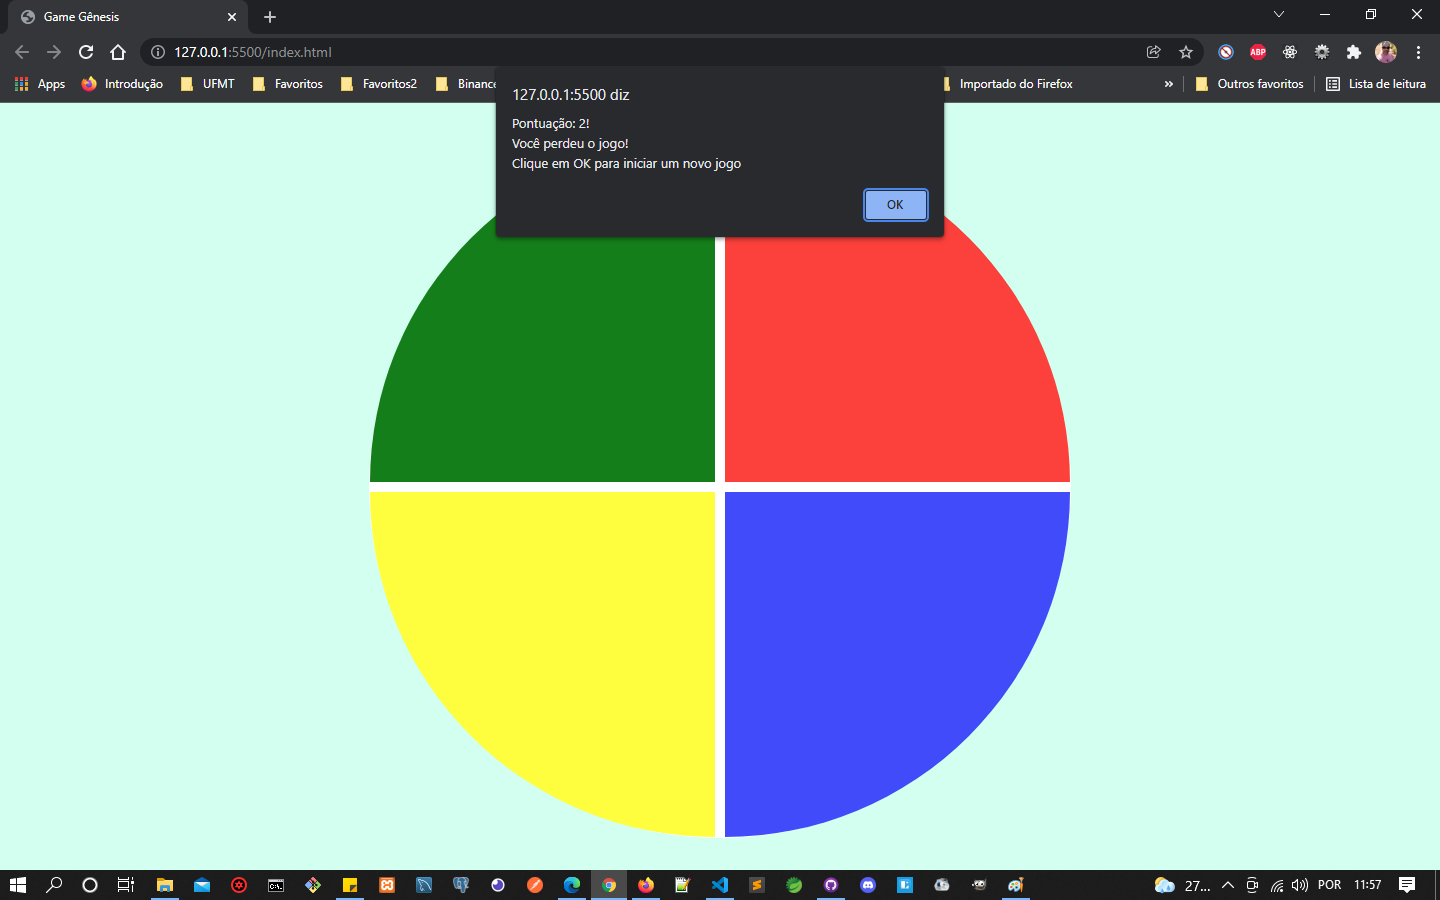 Game Gênesis
127.0.0.1:5500/index.html
ABP
Apps
Introdução
UFMT
Favoritos
Favoritos2
Binance
Importado do Firefox
»
Outros favoritos
Lista de leitura
127.0.0.1:5500 diz
Pontuação: 2!
Você perdeu o jogo!
Clique em OK para iniciar um novo jogo
OK
27...
POR
11:57